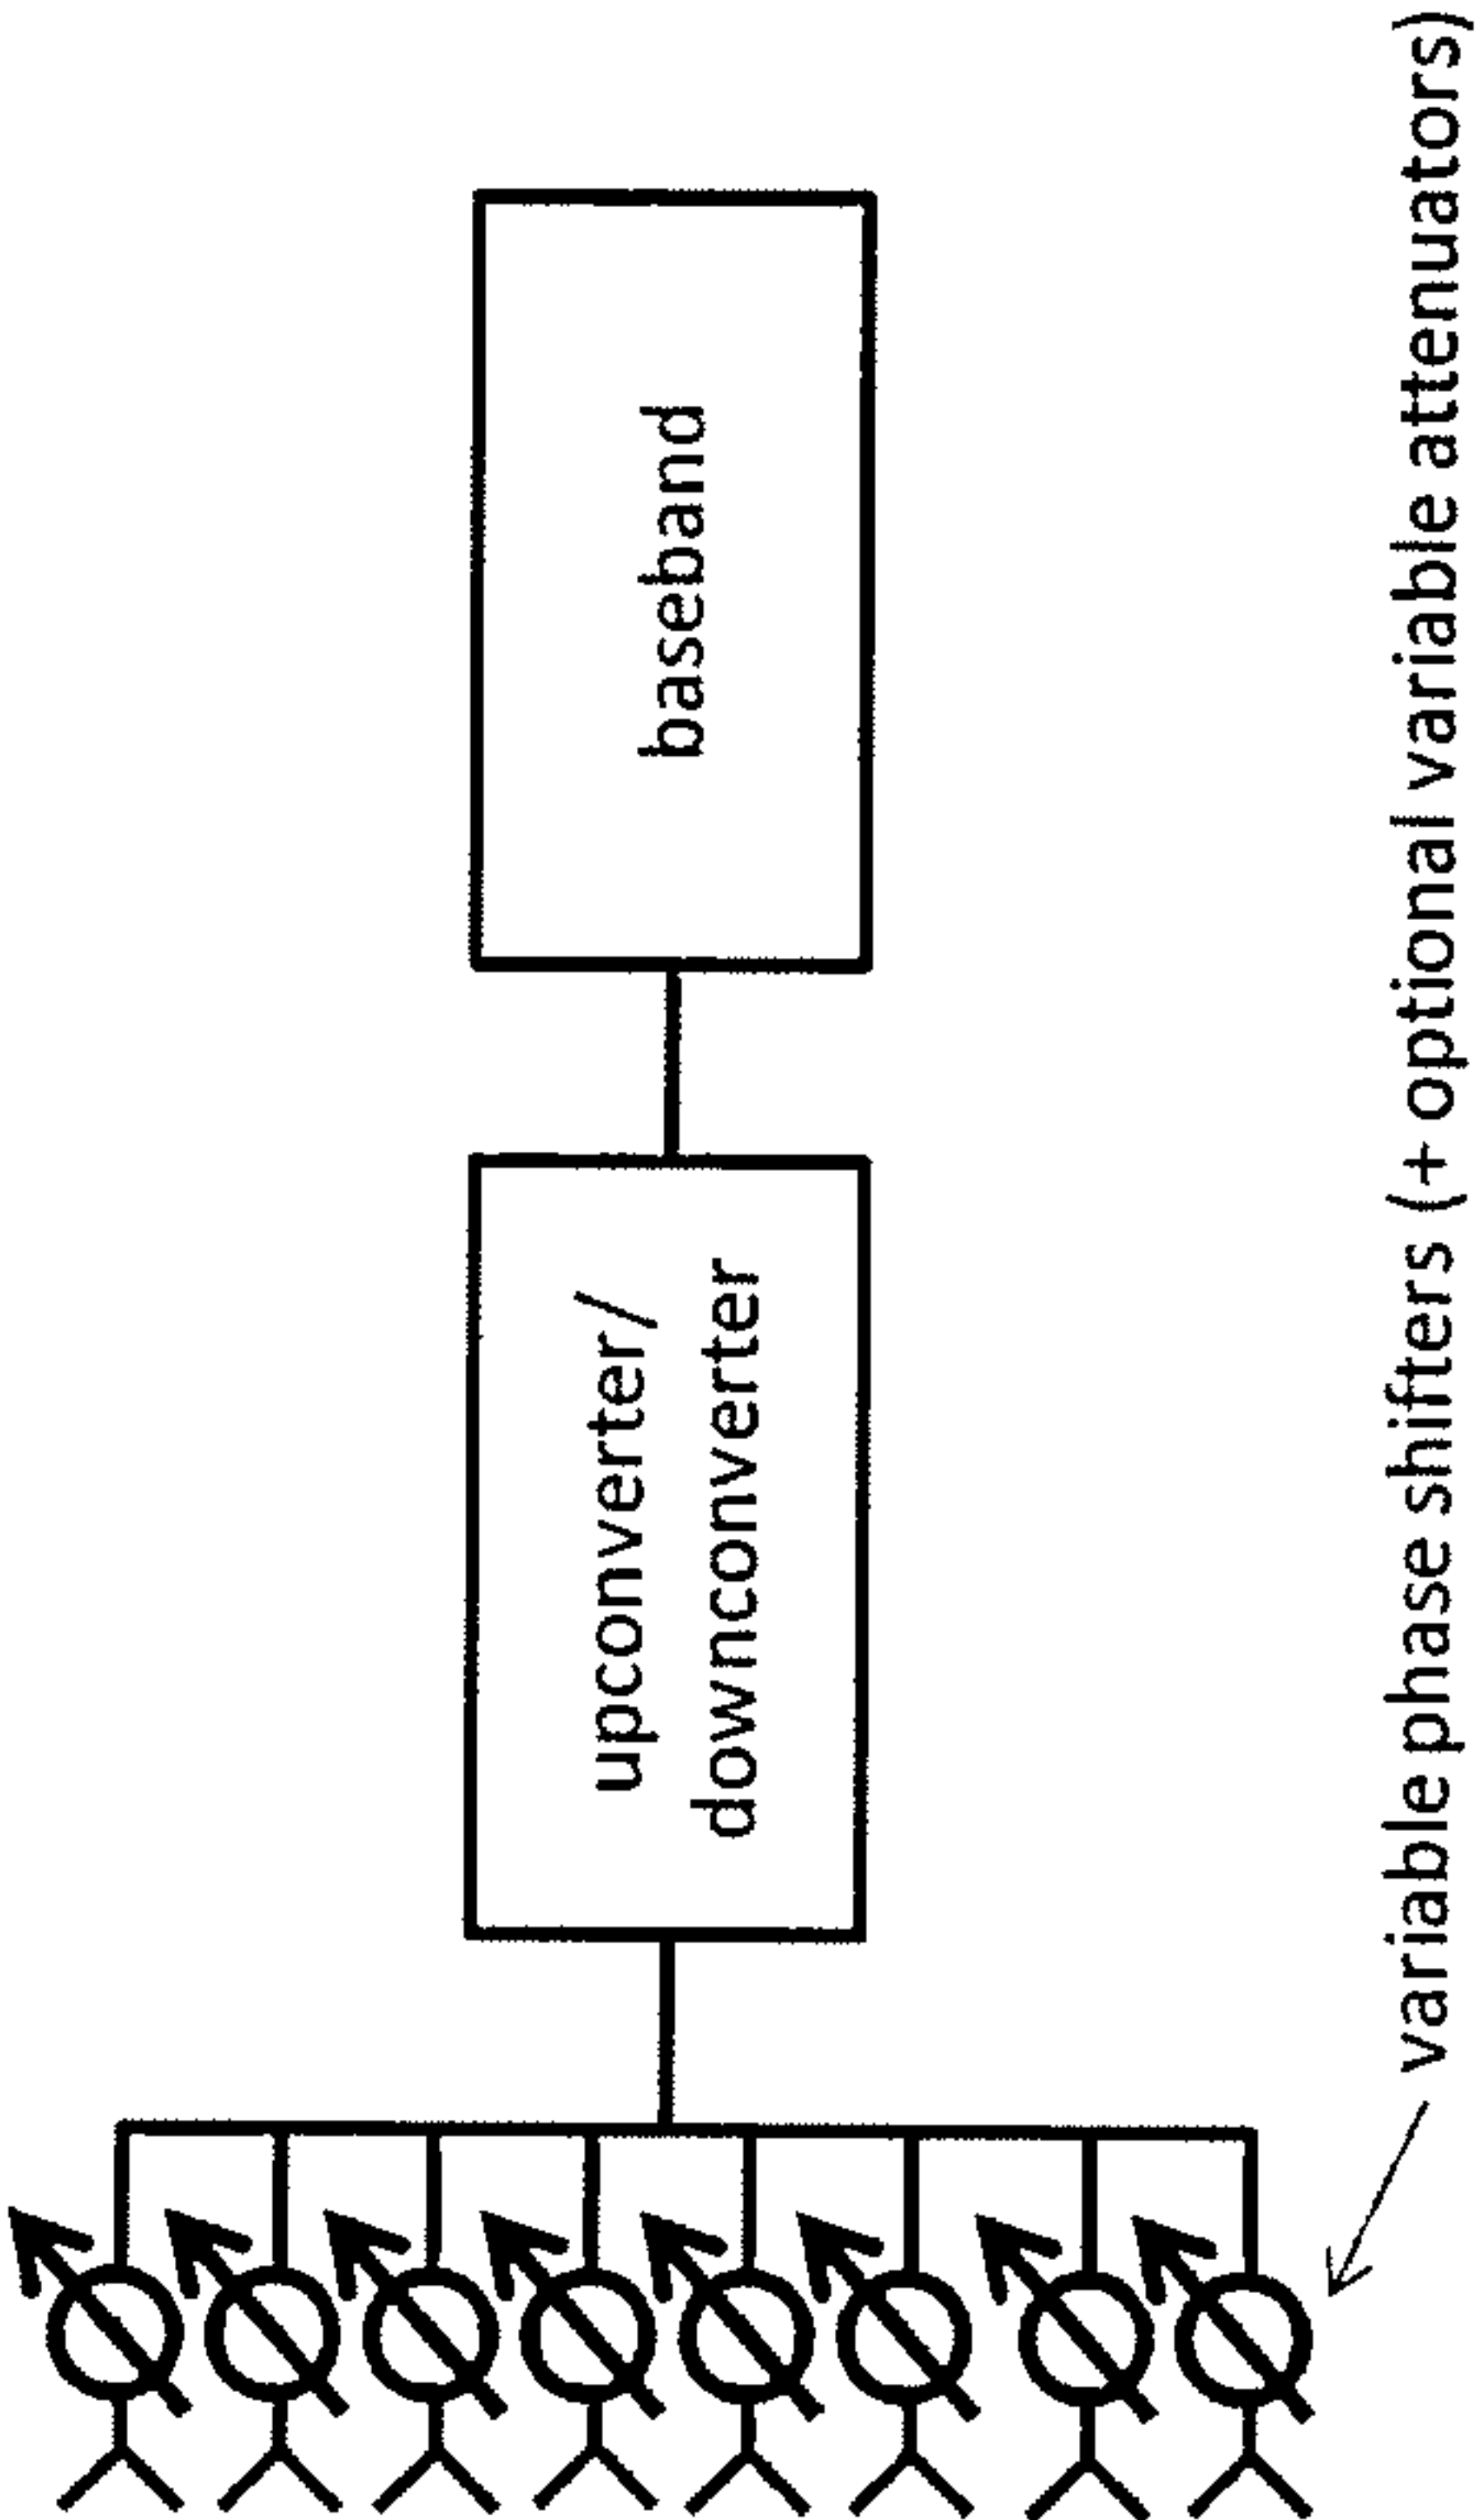 upconverter/
downconverter
baseband
variable phase shifters (+ optional variable attenuators)